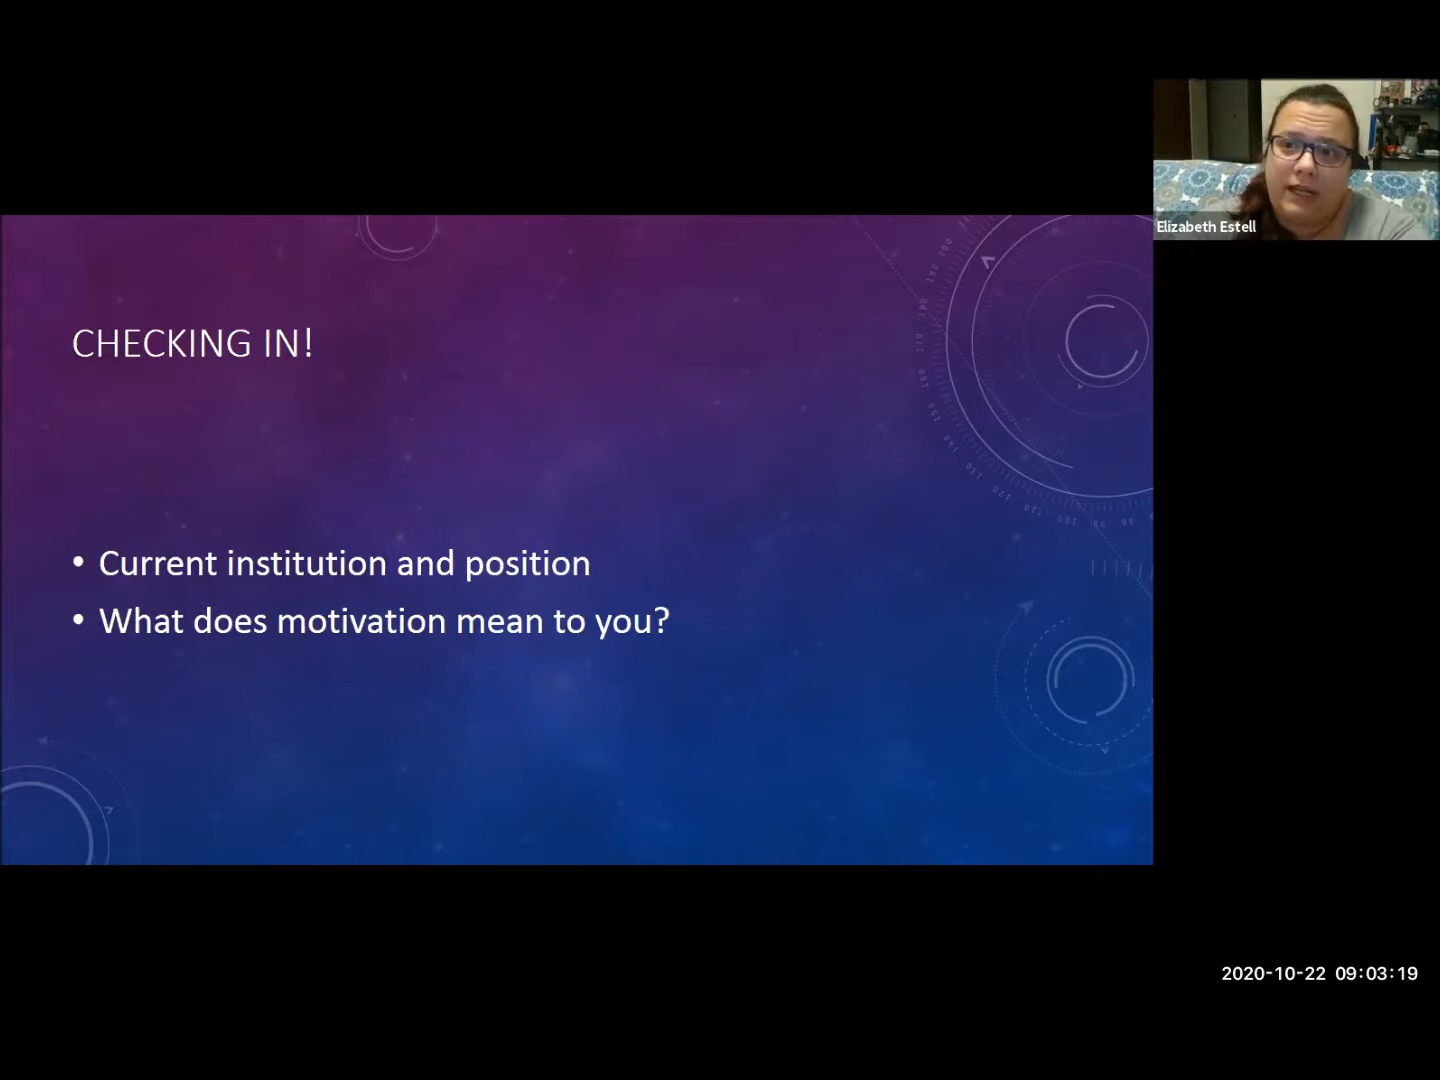 Elizabeth Estell
CHECKING IN!
• Current institution and position
• What does motivation mean to you?
2020-10-22 09:03:19